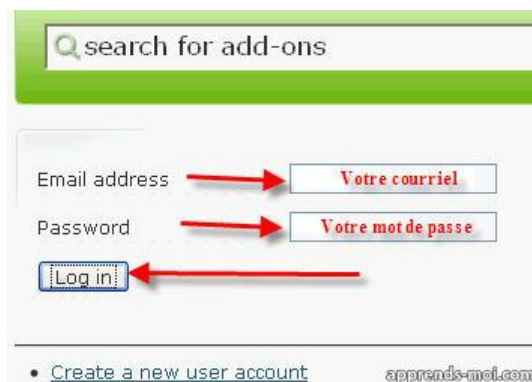 search for add-ons
Email address Votre courriel
Password Votre mot de passe
Log in
Create a new user account
apprends-moi.com